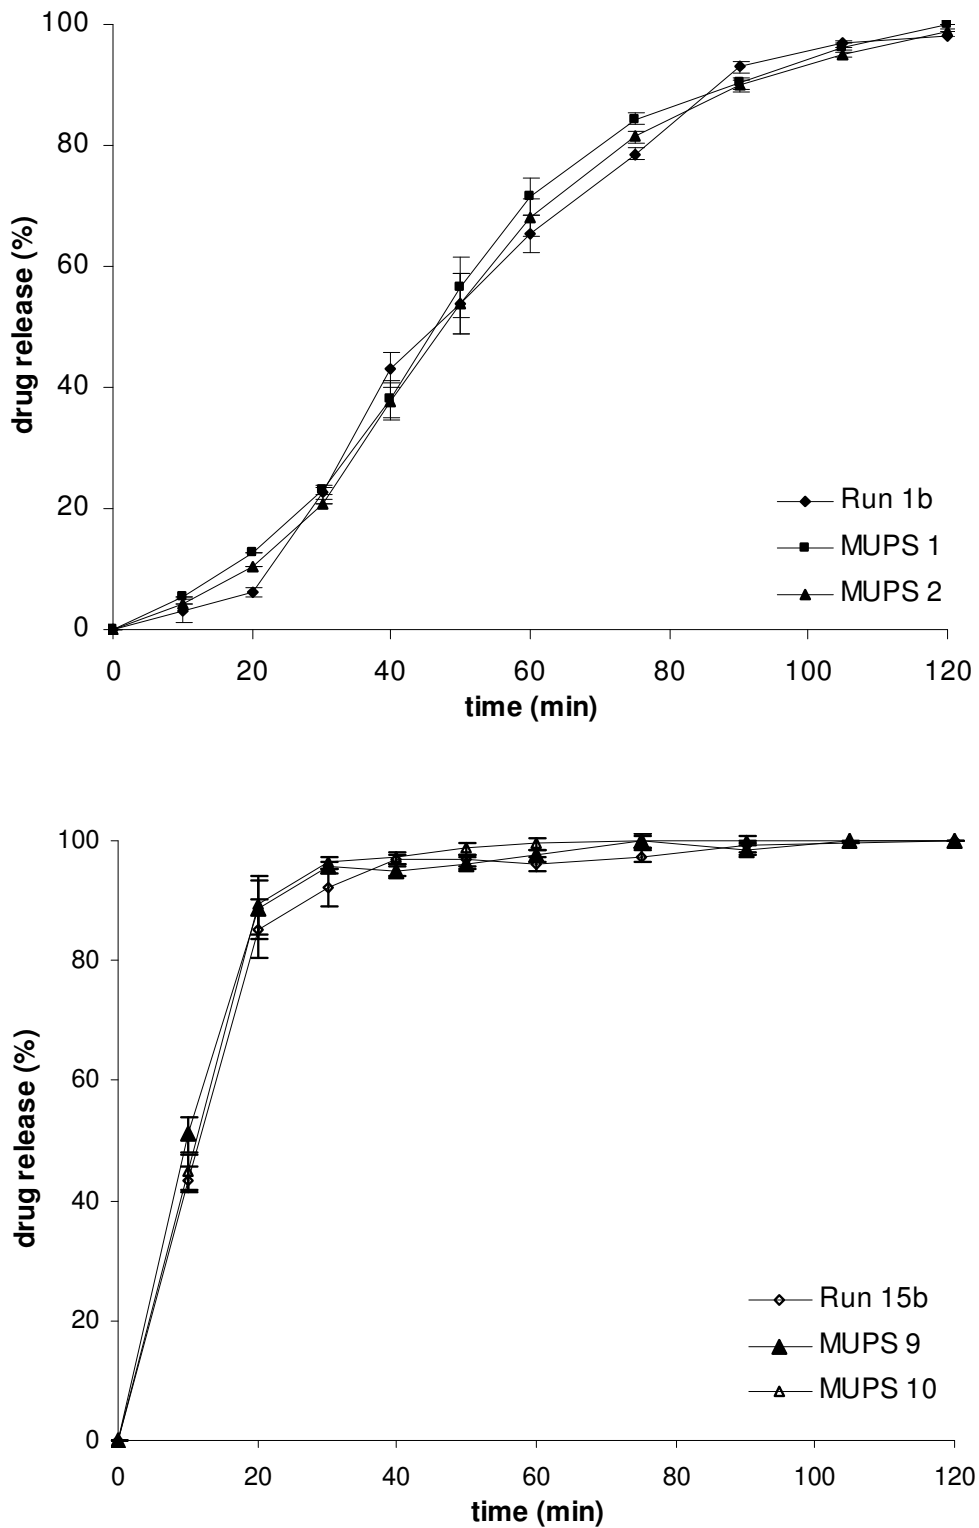 100
80
60
40
20
0
drug release (%)
Run 1b
MUPS 1
MUPS 2
0 20 40 60 80 100 120
time (min)
100
80
60
40
20
0
drug release (%)
Run 15b
MUPS 9
MUPS 10
0 20 40 60 80 100 120
time (min)